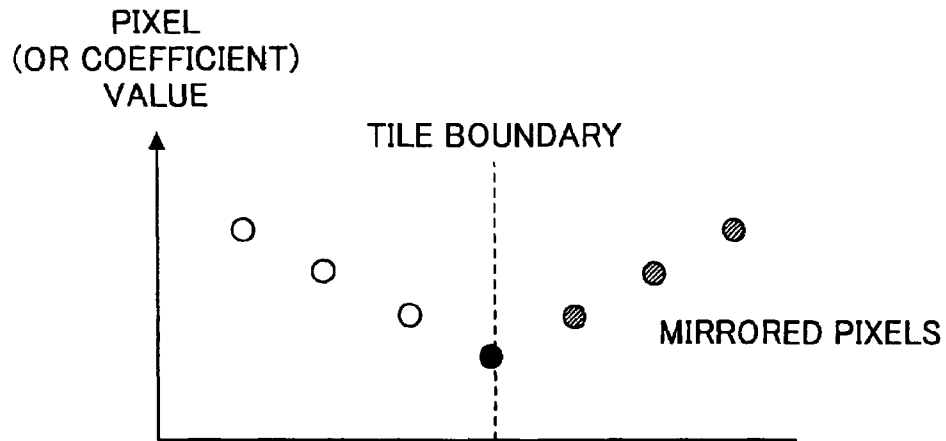 PIXEL
(OR COEFFICIENT)
VALUE
TILE BOUNDARY
MIRRORED PIXELS